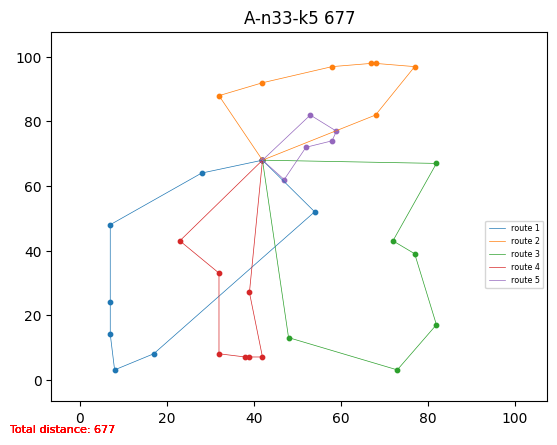 A-n33-k5 677
100
80
60
40
20
0
route 1
route 2
route 3
route 4
route 5
0 20 40 60 80 100
Total distance: 677